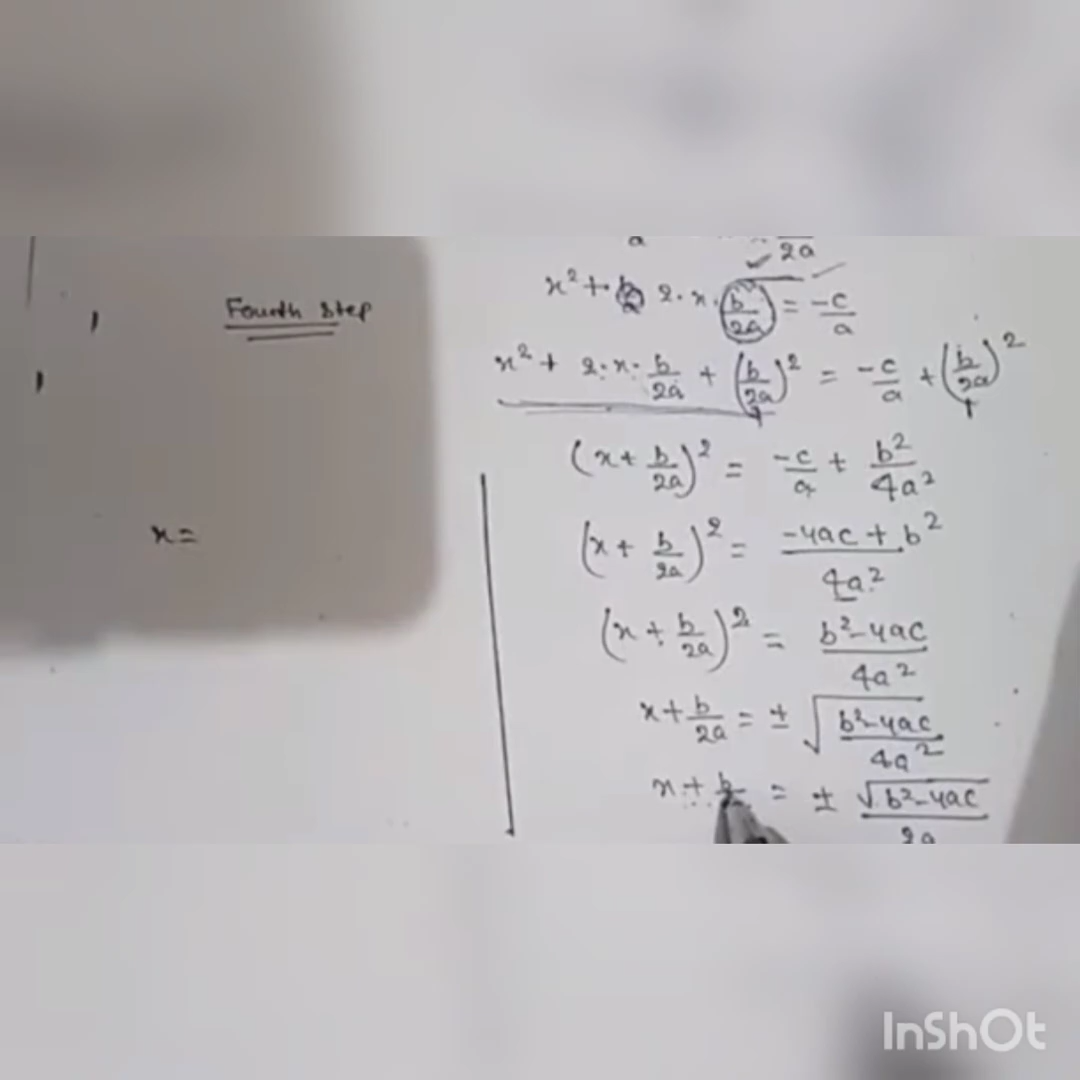 Fourth Step
x =
a 2a
x² + 2·x·(b/2a) = -c/a
x² + 2·x·b/2a + (b/2a)² = -c/a + (b/2a)²
(x + b/2a)² = -c/a + b²/4a²
(x + b/2a)² = -4ac + b²/4a²
(x + b/2a)² = b²-4ac/4a²
x + b/2a = ± √b²-4ac/4a²
x + b = ± √b²-4ac/2a
InShOt